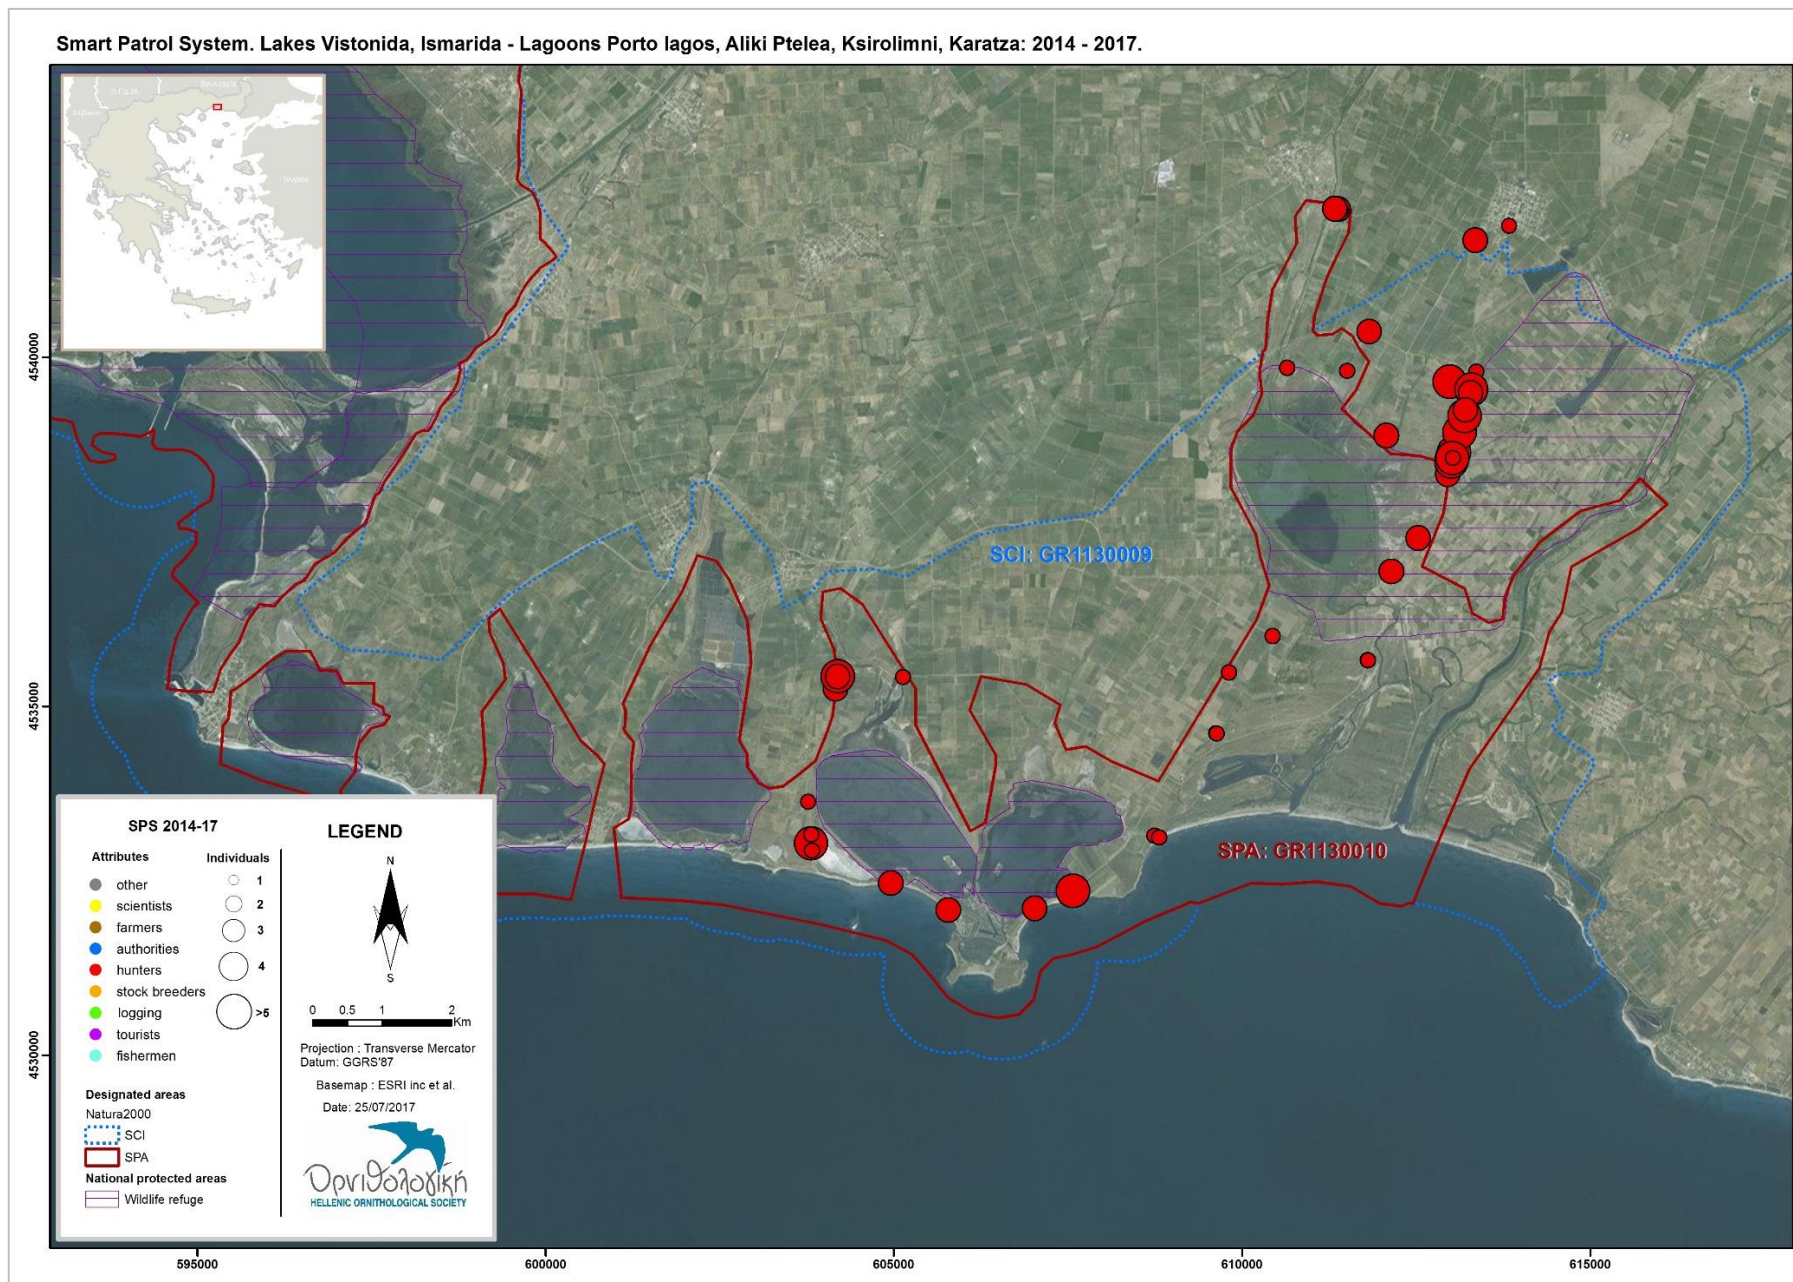 Smart Patrol System. Lakes Vistonida, Ismarida - Lagoons Porto lagos, Aliki Ptelea, Ksirolimni, Karatza: 2014 - 2017.
Π.Γ.Δ.Μ.
Βουλγαρία
Αλβανία
Τουρκία
4540000
4535000
4530000
SCI: GR1130009
SPA: GR1130010
SPS 2014-17
Attributes
other
scientists
farmers
authorities
hunters
stock breeders
logging
tourists
fishermen
Individuals
1
2
3
4
>5
Designated areas
Natura2000
SCI
SPA
National protected areas
Wildlife refuge
LEGEND
N
S
0 0.5 1 2
Km
Projection : Transverse Mercator
Datum: GGRS'87
Basemap : ESRI inc et al.
Date: 25/07/2017
Ορνιθολογική
HELLENIC ORNITHOLOGICAL SOCIETY
595000 600000 605000 610000 615000